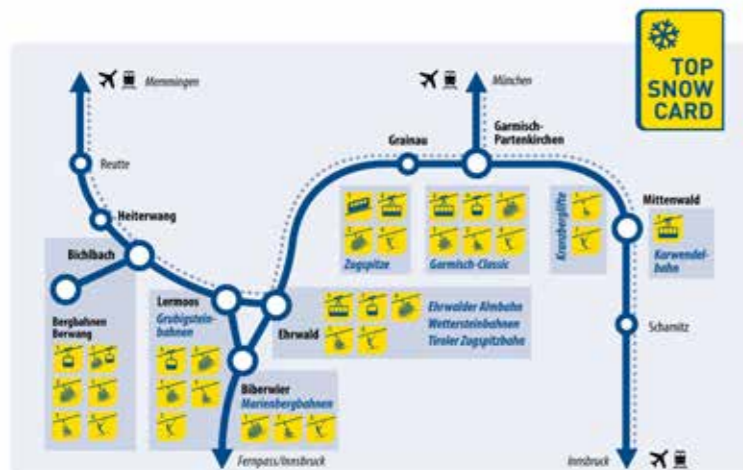 TOP
SNOW
CARD
Memmingen
München
Reutte
Grainau
Garmisch-
Partenkirchen
Heiterwang
Mittenwald
Bichlbach
Zugspitze
Garmisch-Classic
Kranzberglifte
Karwendel-
bahn
Lermoos
Grubigstein-
bahnen
Bergbahnen
Berwang
Ehrwald
Ehrwalder Almbahn
Wettersteinbahnen
Tiroler Zugspitzbahn
Scharnitz
Biberwier
Marienbergbahnen
Fernpass/Innsbruck
Innsbruck